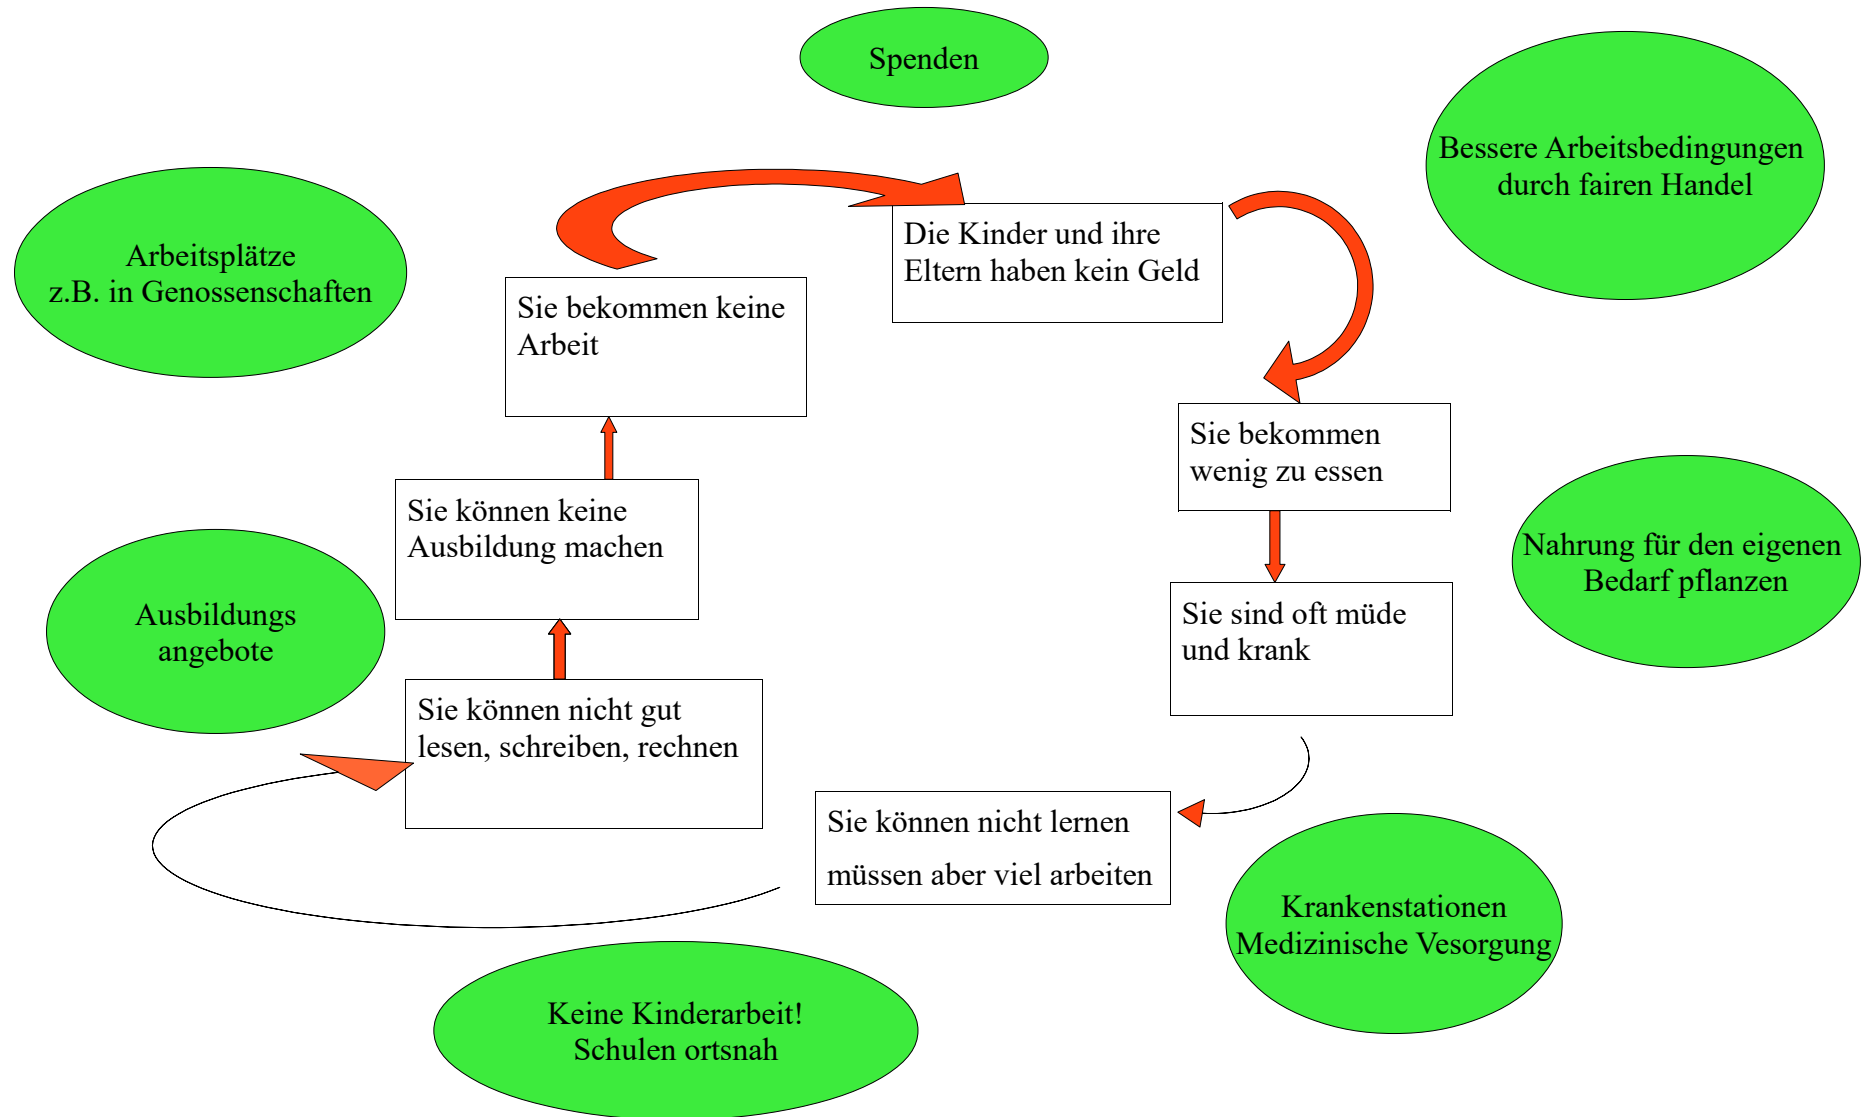 Spenden
Bessere Arbeitsbedingungen
durch fairen Handel
Arbeitsplätze
z.B. in Genossenschaften
Die Kinder und ihre
Eltern haben kein Geld
Sie bekommen keine
Arbeit
Sie bekommen
wenig zu essen
Sie können keine
Ausbildung machen
Nahrung für den eigenen
Bedarf pflanzen
Ausbildungs
angebote
Sie sind oft müde
und krank
Sie können nicht gut
lesen, schreiben, rechnen
Sie können nicht lernen
müssen aber viel arbeiten
Krankenstationen
Medizinische Vesorgung
Keine Kinderarbeit!
Schulen ortsnah